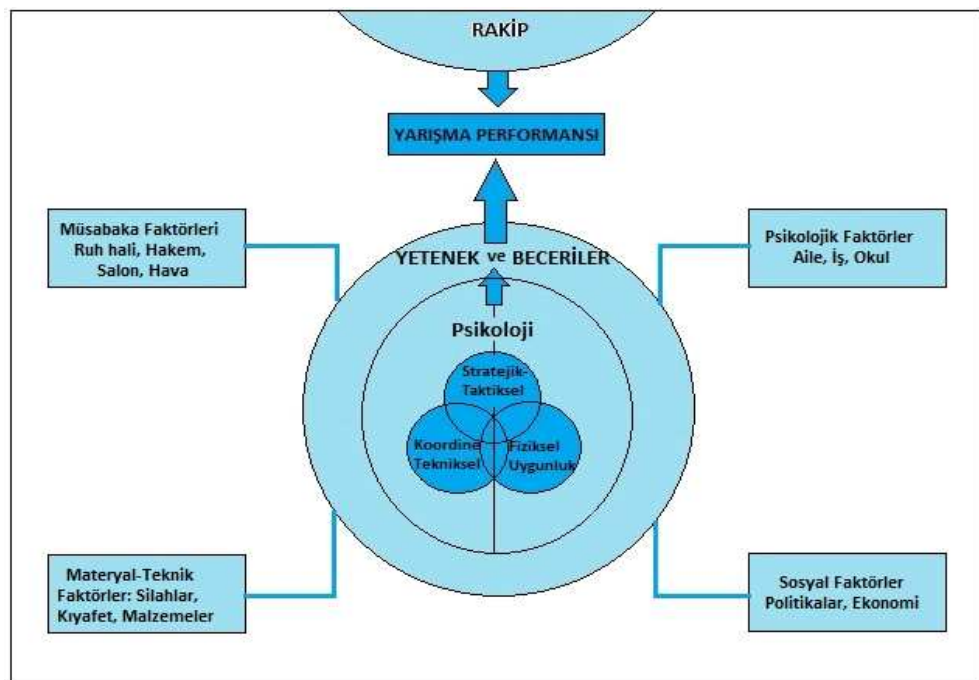 RAKİP
YARIŞMA PERFORMANSI
Müsabaka Faktörleri
Ruh hali, Hakem,
Salon, Hava
Psikolojik Faktörler
Aile, İş, Okul
YETENEK ve BECERİLER
Psikoloji
Stratejik-
Taktiksel
Koordine
Tekniksel
Fiziksel
Uygunluk
Materyal-Teknik
Faktörler: Silahlar,
Kıyafet, Malzemeler
Sosyal Faktörler
Politikalar, Ekonomi